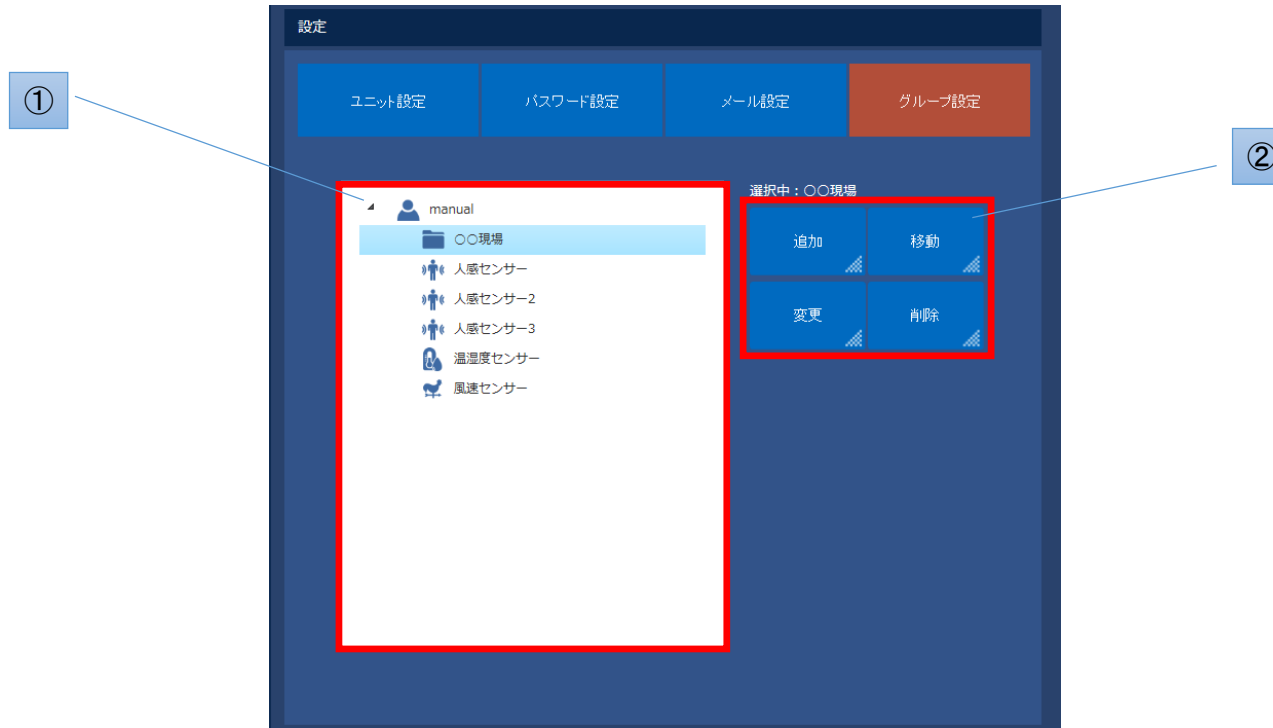 設定
①
ユニット設定
パスワード設定
メール設定
グループ設定
②
選択中：〇〇現場
manual
〇〇現場
人感センサー
人感センサー2
人感センサー3
温湿度センサー
風速センサー
追加
移動
変更
削除